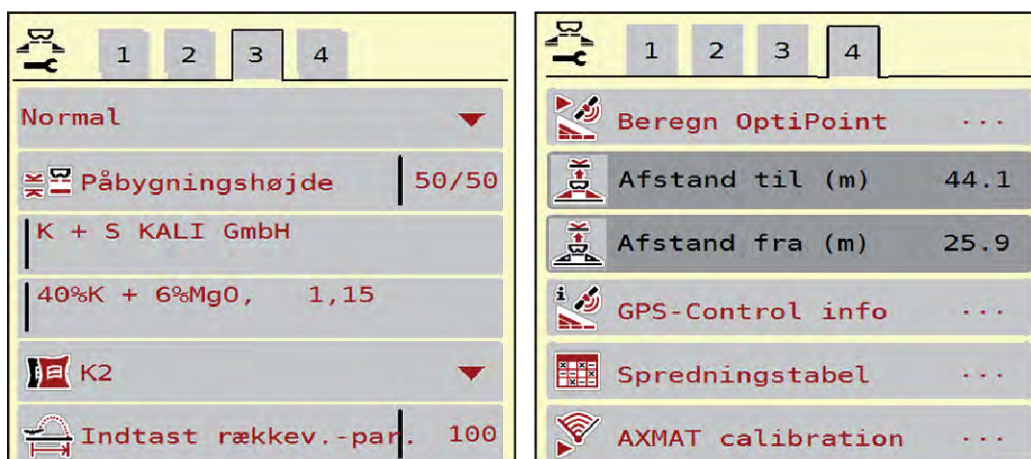 1 2 3 4
Normal
Påbygningshøjde 50/50
K + S KALI GmbH
40%K + 6%MgO, 1,15
K2
Indtast rækkev.-par. 100
1 2 3 4
Beregn OptiPoint ...
Afstand til (m) 44.1
Afstand fra (m) 25.9
GPS-Control info ...
Spredningstabel ...
AXMAT calibration ...